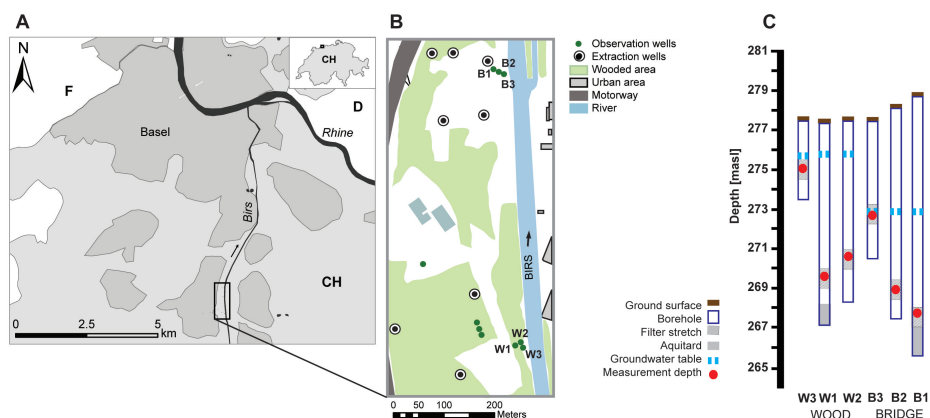 A
N
CH
F
D
Basel
Rhine
Birs
CH
0 2.5 5
km
B
B2
B1
B3
BIRS
W2
W1
W3
0 50 100 200
Meters
Observation wells
Extraction wells
Wooded area
Urban area
Motorway
River
C
Depth [masl]
281
279
277
275
273
271
269
267
265
Ground surface
Borehole
Filter stretch
Aquitard
Groundwater table
Measurement depth
W3 W1 W2 B3 B2 B1
WOOD BRIDGE